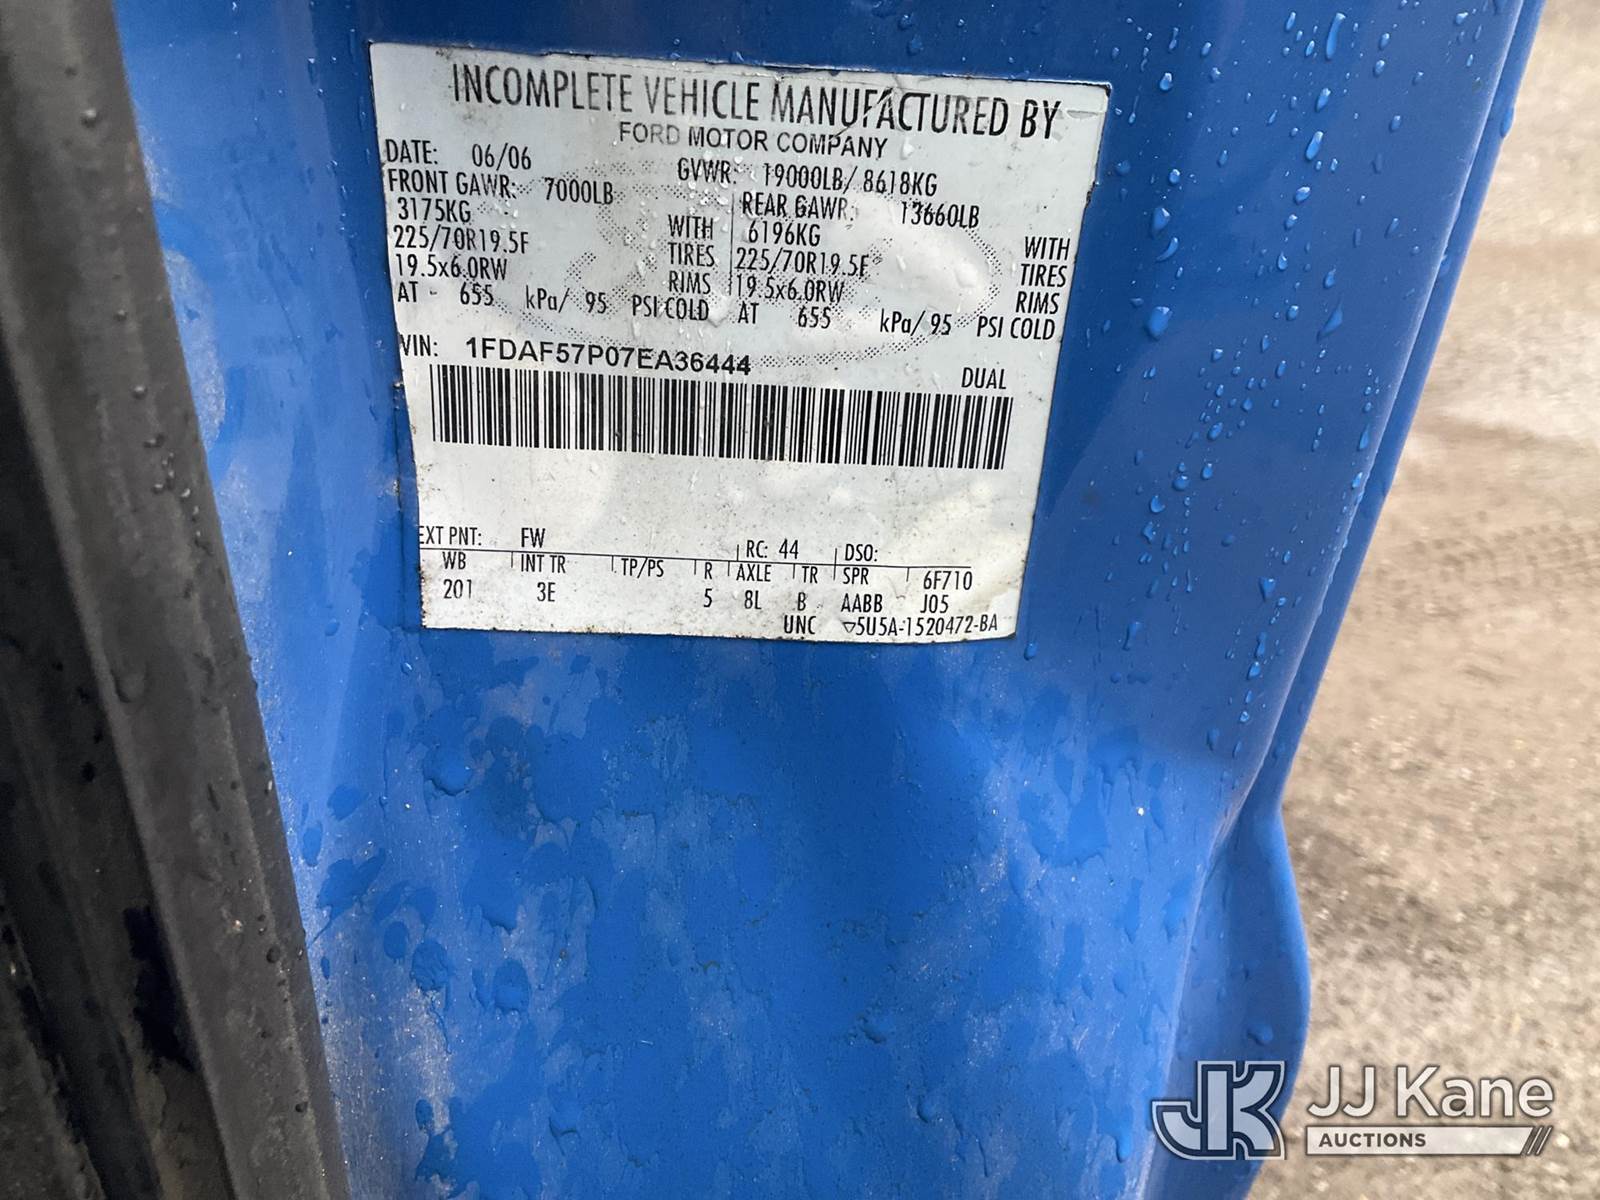 INCOMPLETE VEHICLE MANUFACTURED BY
FORD MOTOR COMPANY
DATE: 06/06 GVWR: 19000LB/ 8618KG
FRONT GAWR: 7000LB REAR GAWR: 13660LB
3175KG WITH 6196KG WITH
225/70R19.5F TIRES 225/70R19.5F TIRES
19.5x6.0RW RIMS 19.5x6.0RW RIMS
AT 655 kPa/ 95 PSI COLD AT 655 kPa/ 95 PSI COLD
VIN: 1FDAF57P07EA36444
DUAL
EXT PNT: FW RC: 44 DSO:
WB INT TR TP/PS R AXLE TR SPR 6F710
201 3E 5 8L B AABB J05
UNC ▽5U5A-1520472-BA
JK JJ Kane
AUCTIONS